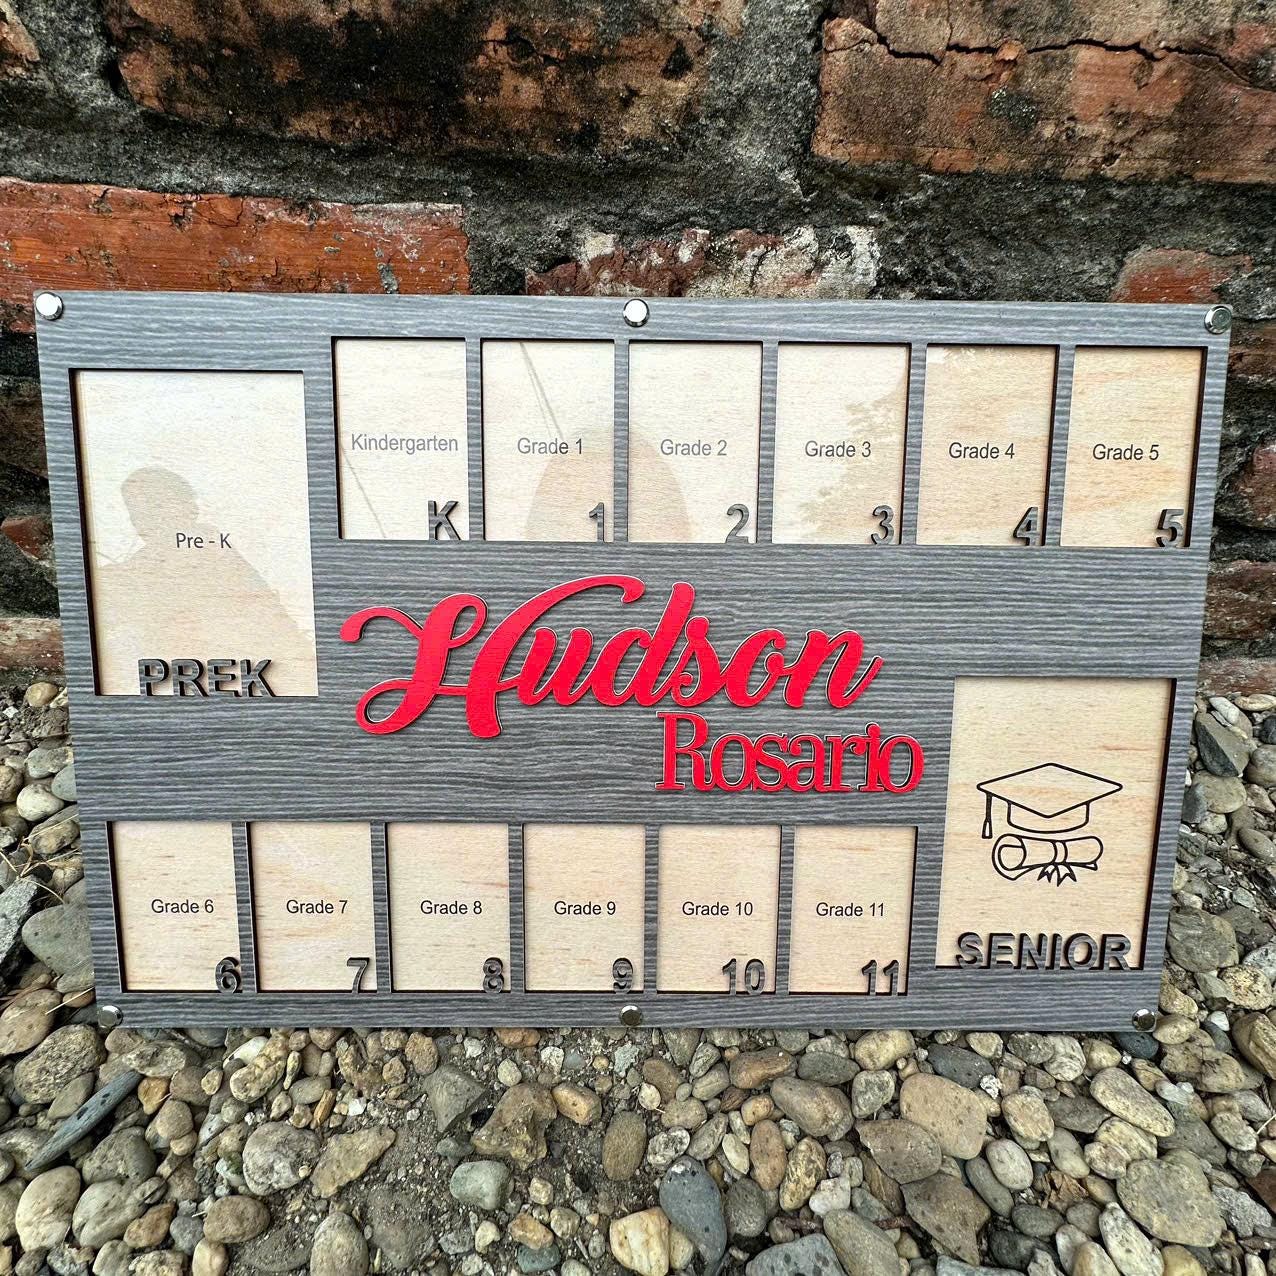 Kindergarten
K
Grade 1
1
Grade 2
2
Grade 3
3
Grade 4
4
Grade 5
5
Pre - K
PREK
Hudson
Rosario
Grade 6
6
Grade 7
7
Grade 8
8
Grade 9
9
Grade 10
10
Grade 11
11
SENIOR